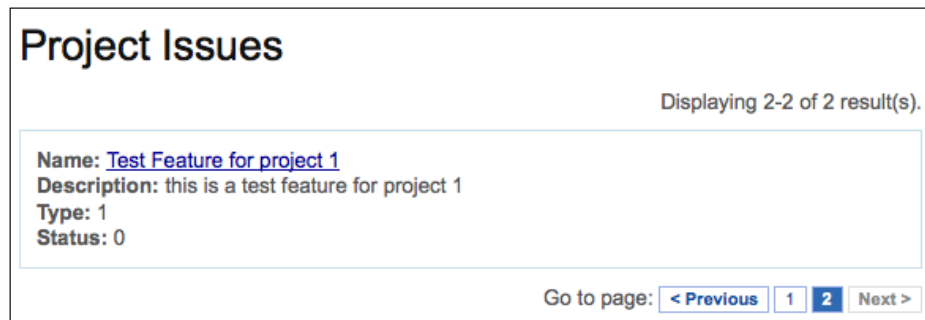 Project Issues
Displaying 2-2 of 2 result(s).
Name: Test Feature for project 1
Description: this is a test feature for project 1
Type: 1
Status: 0
Go to page: < Previous 1 2 Next >